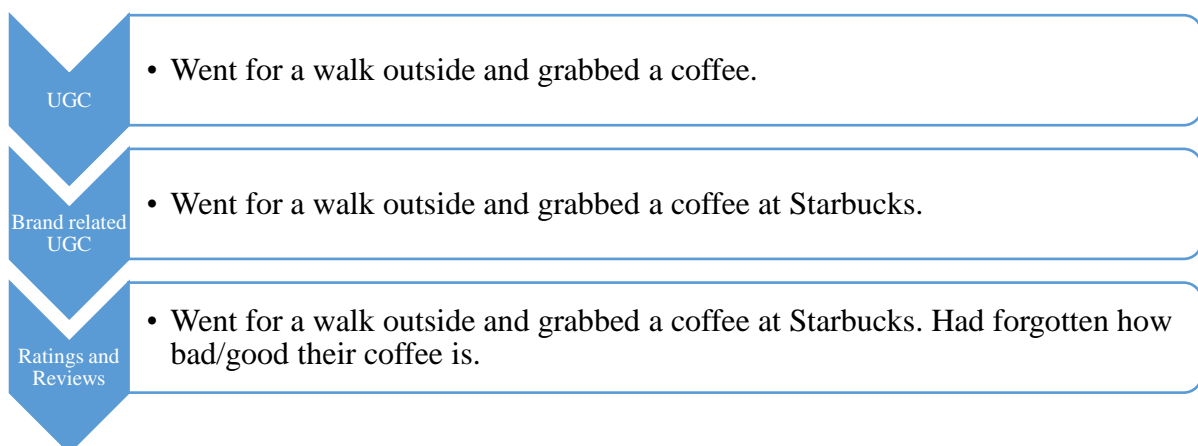 UGC
• Went for a walk outside and grabbed a coffee.
Brand related
UGC
• Went for a walk outside and grabbed a coffee at Starbucks.
Ratings and
Reviews
• Went for a walk outside and grabbed a coffee at Starbucks. Had forgotten how
bad/good their coffee is.